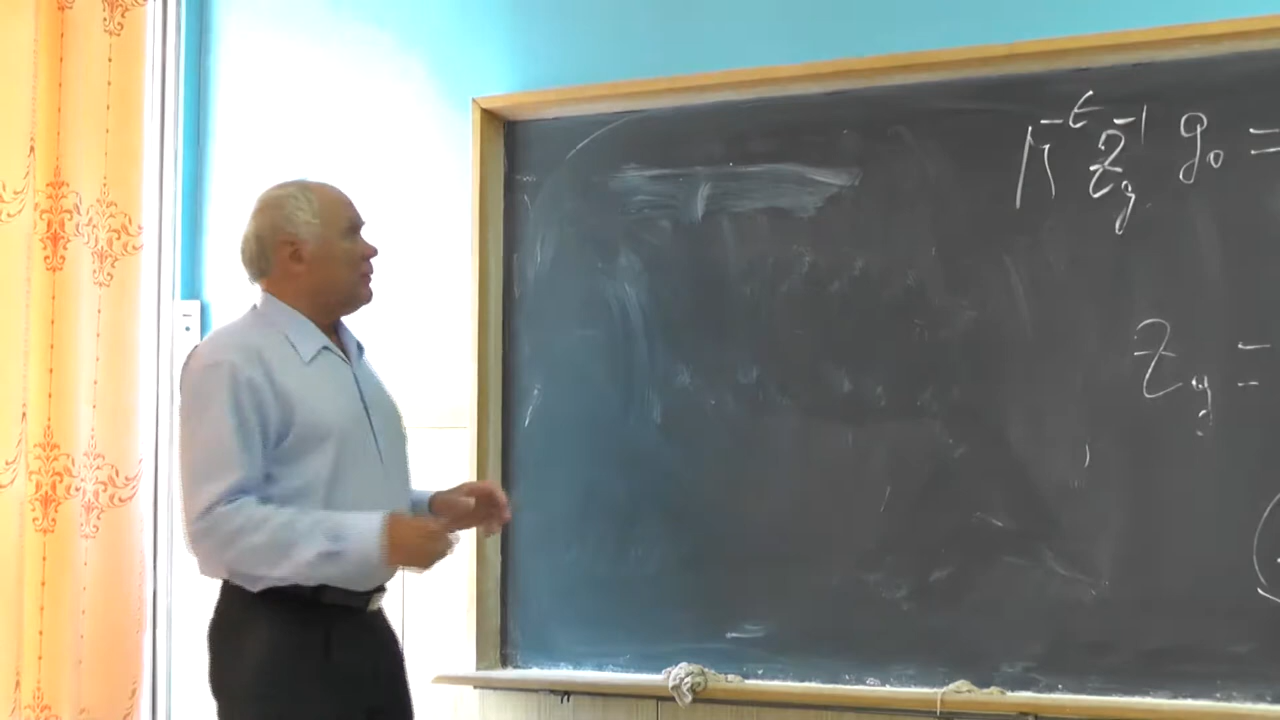 π^{-t} Z_g^{-1} g_0 =
Z_g =
(